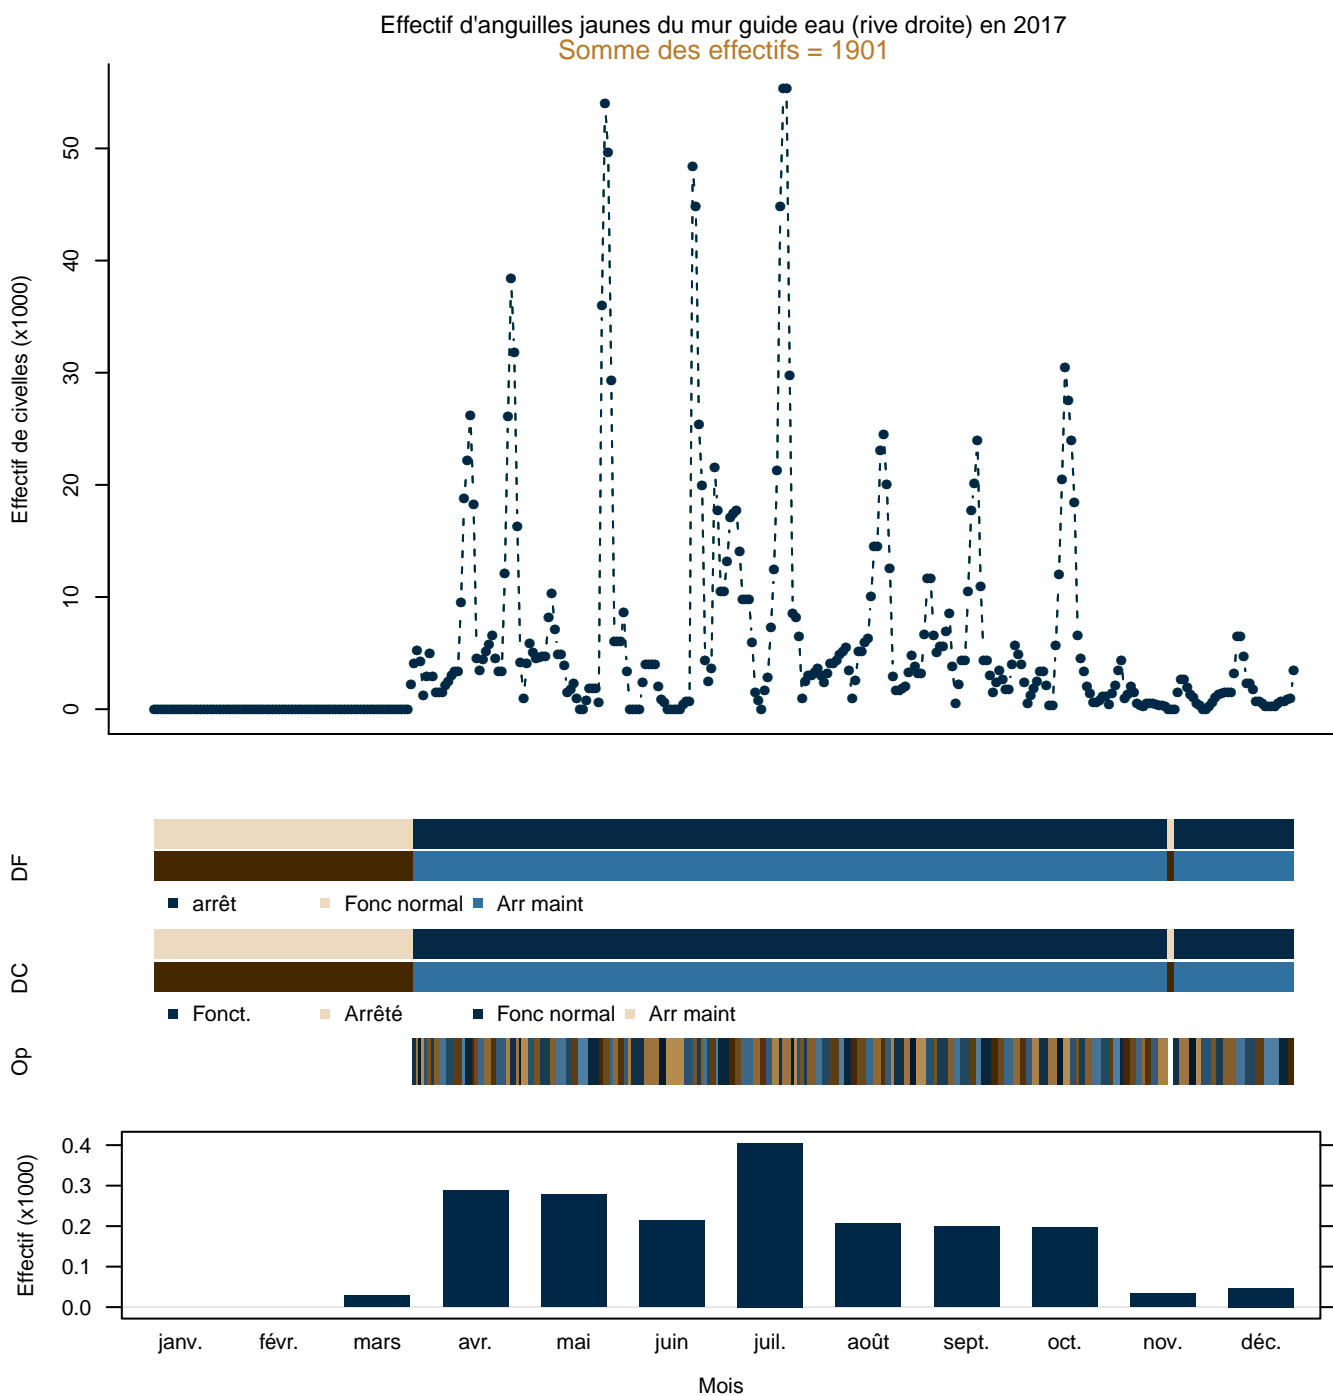 Effectif d'anguilles jaunes du mur guide eau (rive droite) en 2017
Somme des effectifs = 1901
Effectif de civelles (x1000)
50
40
30
20
10
0
DF
arrêt Fonc normal Arr maint
DC
Fonct. Arrêté Fonc normal Arr maint
Op
Effectif (x1000)
0.4
0.3
0.2
0.1
0.0
janv. févr. mars avr. mai juin juil. août sept. oct. nov. déc.
Mois